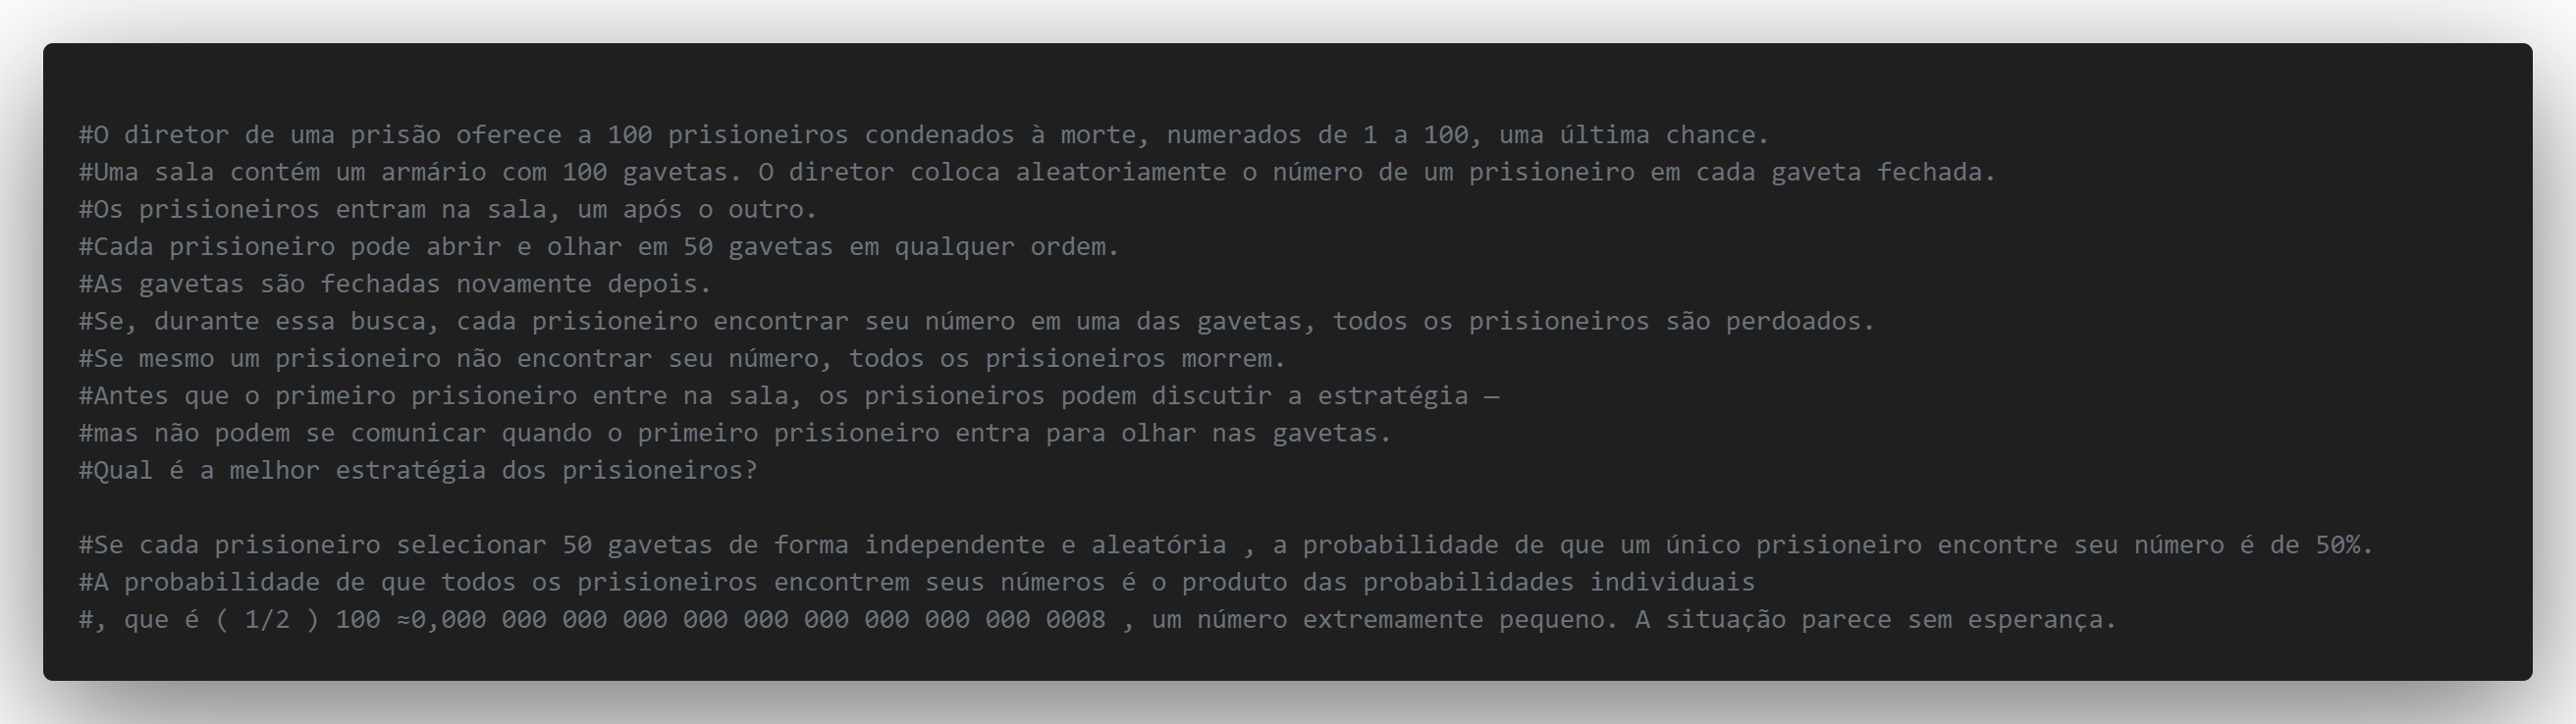 #O diretor de uma prisão oferece a 100 prisioneiros condenados à morte, numerados de 1 a 100, uma última chance.
#Uma sala contém um armário com 100 gavetas. O diretor coloca aleatoriamente o número de um prisioneiro em cada gaveta fechada.
#Os prisioneiros entram na sala, um após o outro.
#Cada prisioneiro pode abrir e olhar em 50 gavetas em qualquer ordem.
#As gavetas são fechadas novamente depois.
#Se, durante essa busca, cada prisioneiro encontrar seu número em uma das gavetas, todos os prisioneiros são perdoados.
#Se mesmo um prisioneiro não encontrar seu número, todos os prisioneiros morrem.
#Antes que o primeiro prisioneiro entre na sala, os prisioneiros podem discutir a estratégia —
#mas não podem se comunicar quando o primeiro prisioneiro entra para olhar nas gavetas.
#Qual é a melhor estratégia dos prisioneiros?
#Se cada prisioneiro selecionar 50 gavetas de forma independente e aleatória , a probabilidade de que um único prisioneiro encontre seu número é de 50%.
#A probabilidade de que todos os prisioneiros encontrem seus números é o produto das probabilidades individuais
#, que é ( 1/2 ) 100 ≈0,000 000 000 000 000 000 000 000 000 000 0008 , um número extremamente pequeno. A situação parece sem esperança.